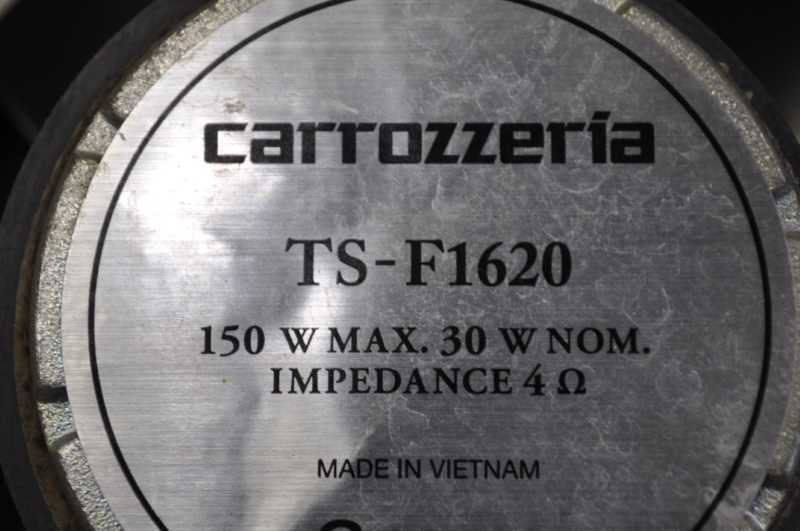 carrozzeria
TS-F1620
150 W MAX. 30 W NOM.
IMPEDANCE 4 Ω
MADE IN VIETNAM